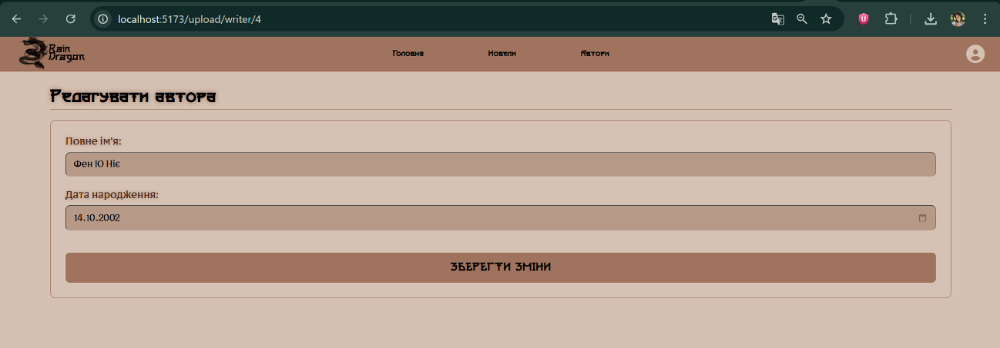 localhost:5173/upload/writer/4
Rain
Dragon
Головна
Новели
Автори
Редагувати автора
Повне ім'я:
Фен Ю Ніє
Дата народження:
14.10.2002
ЗБЕРЕГТИ ЗМІНИ